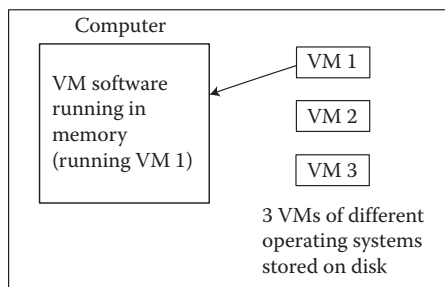 Computer
VM software
running in
memory
(running VM 1)
VM 1
VM 2
VM 3
3 VMs of different
operating systems
stored on disk